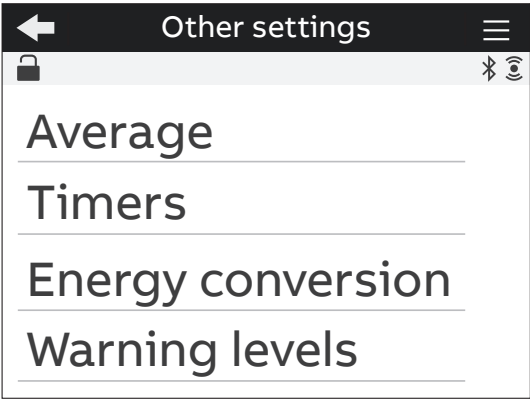 Other settings
Average
Timers
Energy conversion
Warning levels